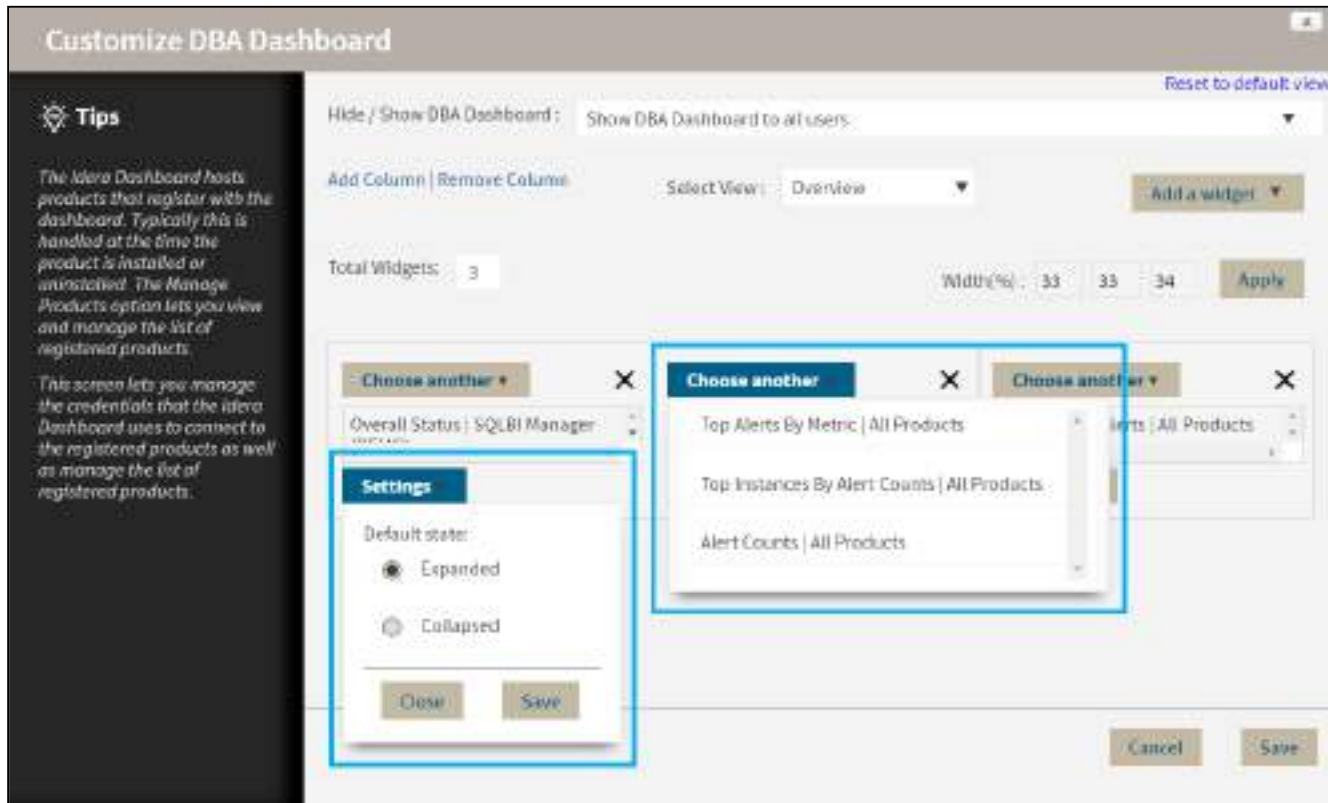 Customize DBA Dashboard
Reset to default view
Tips
The Idera Dashboard hosts
products that register with the
dashboard. Typically this is
handled at the time the
product is installed or
uninstalled. The Manage
Products option lets you view
and manage the list of
registered products.
This screen lets you manage
the credentials that the Idera
Dashboard uses to connect to
the registered products as well
as manage the list of
registered products.
Hide / Show DBA Dashboard : Show DBA Dashboard to all users
Add Column | Remove Column Select View : Overview Add a widget
Total Widgets: 3 Width(%) : 33 33 34 Apply
Choose another Choose another Choose another
Overall Status | SQLBI Manager
Top Alerts By Metric | All Products
| All Products
Top Instances By Alert Counts | All Products
Alert Counts | All Products
Settings
Default state:
Expanded
Collapsed
Close Save
Cancel Save